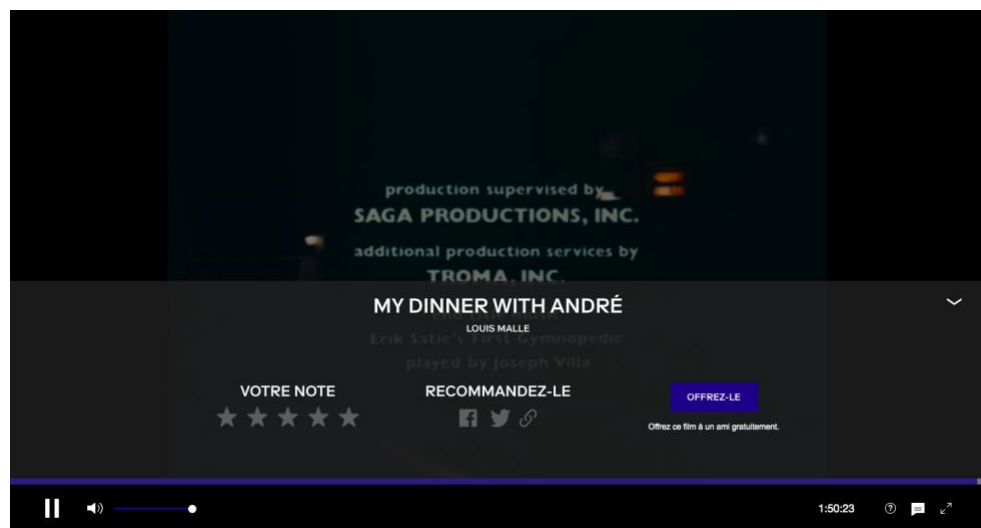 production supervised by
SAGA PRODUCTIONS, INC.
additional production services by
TROMA, INC.
MY DINNER WITH ANDRÉ
LOUIS MALLE
Erik Satie's First Gymnopedie
played by Joseph Villa
VOTRE NOTE
RECOMMANDEZ-LE
OFFREZ-LE
Offrez ce film à un ami gratuitement.
1:50:23